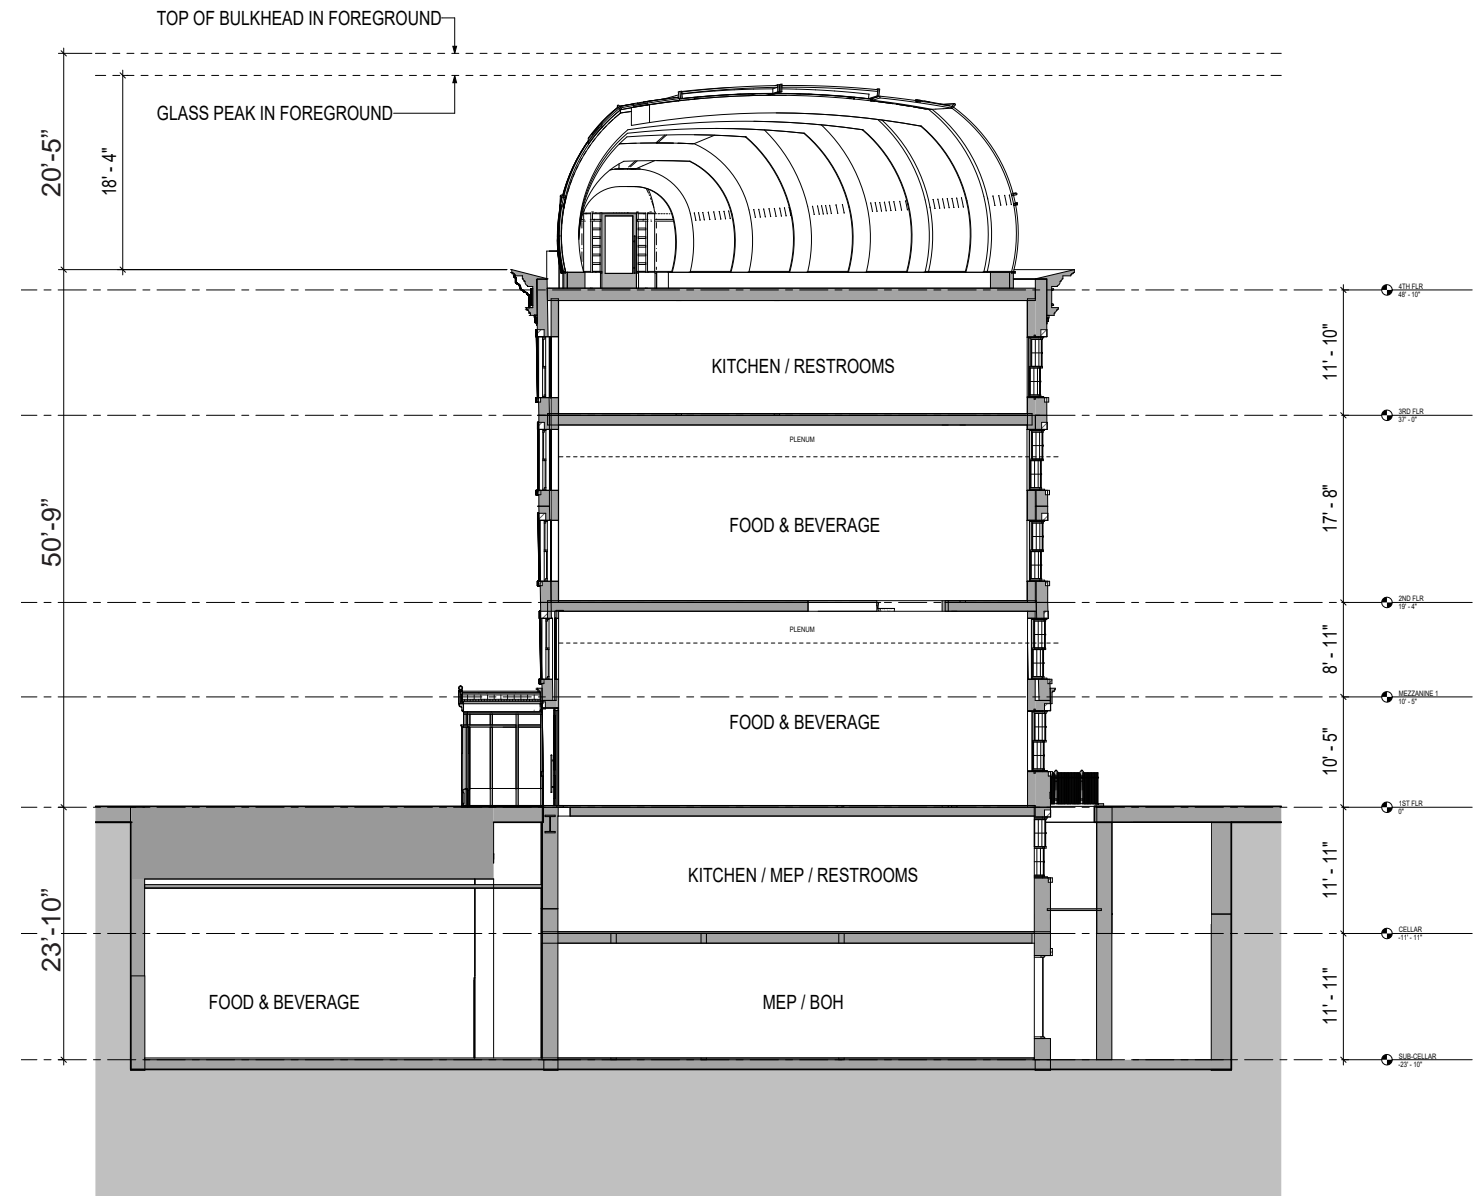 TOP OF BULKHEAD IN FOREGROUND
GLASS PEAK IN FOREGROUND
20'-5"
18' - 4"
4TH FLR
48' - 10"
KITCHEN / RESTROOMS
11' - 10"
3RD FLR
37' - 0"
PLENUM
50'-9"
FOOD & BEVERAGE
17' - 8"
2ND FLR
19' - 4"
PLENUM
8' - 11"
MEZZANINE 1
10' - 5"
FOOD & BEVERAGE
10' - 5"
1ST FLR
0"
KITCHEN / MEP / RESTROOMS
11' - 11"
23'-10"
CELLAR
-11' - 11"
FOOD & BEVERAGE
MEP / BOH
11' - 11"
SUB-CELLAR
-23' - 10"